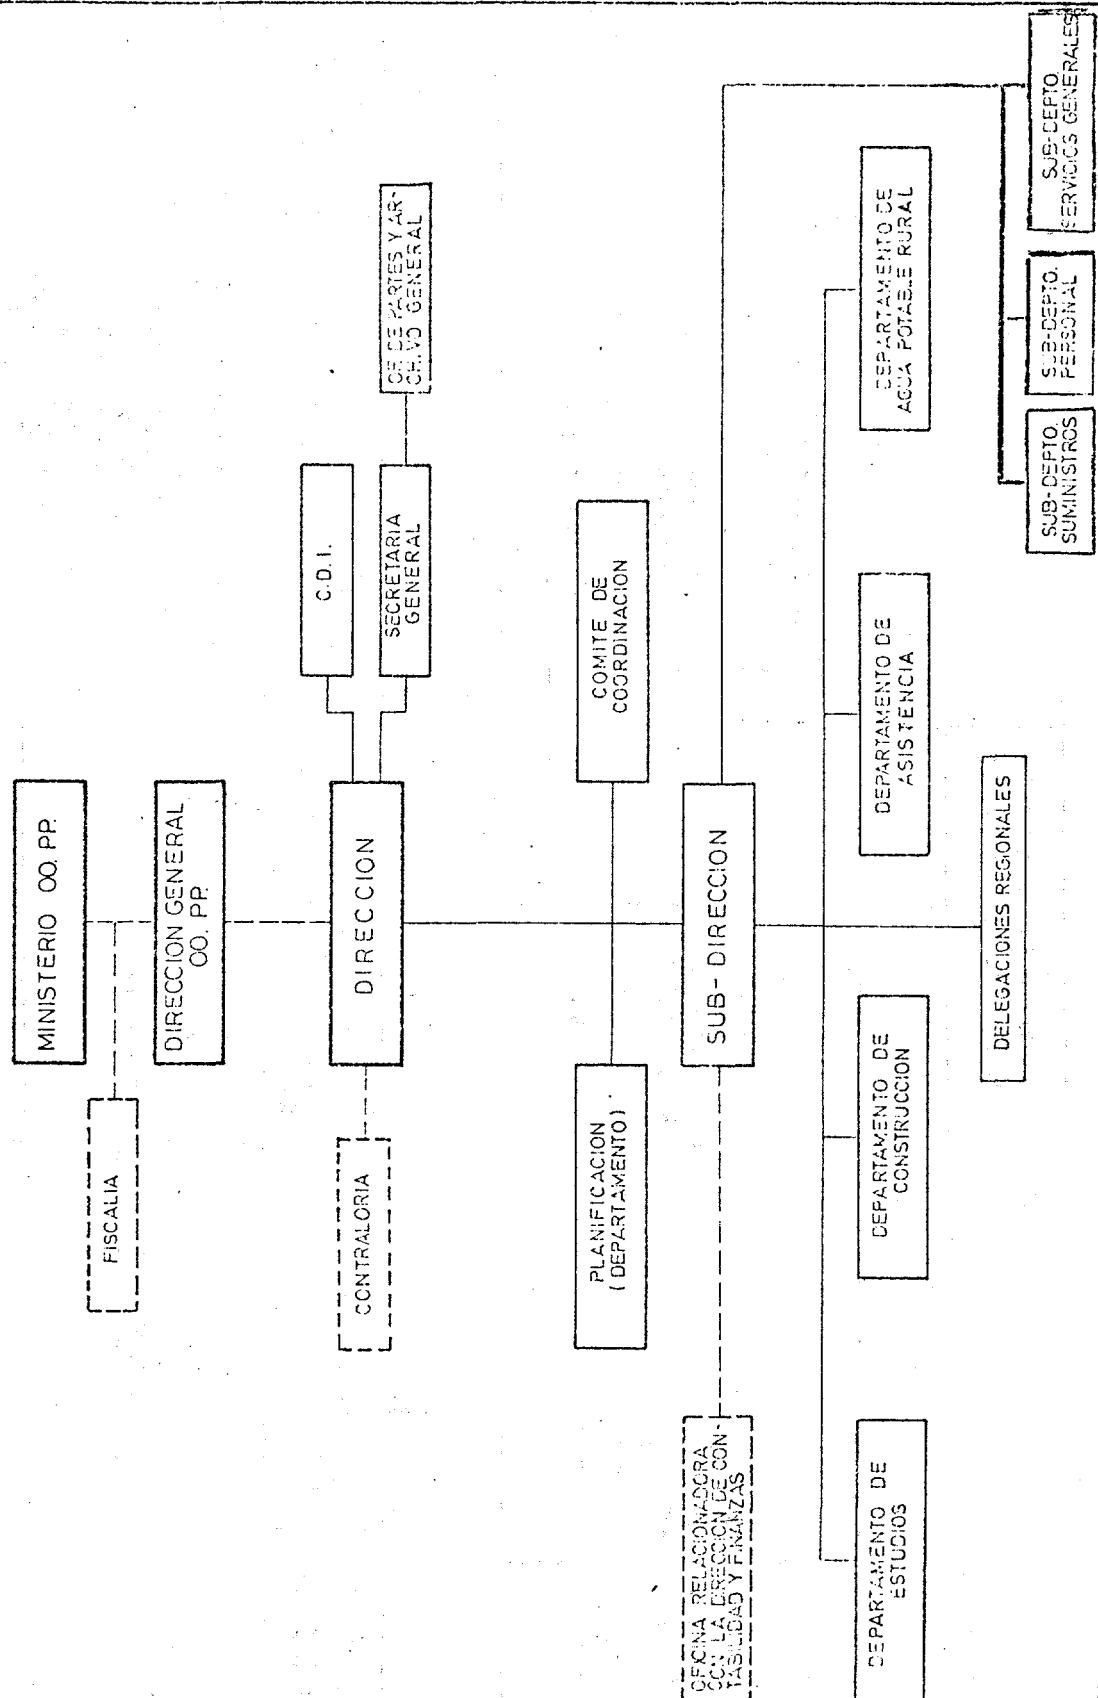 MINISTERIO OO. PP.
FISCALIA
DIRECCION GENERAL
OO. PP.
C.D.I.
DIRECCION
SECRETARIA
GENERAL
OF. DE PARTES Y AR-
CHIVO GENERAL
CONTRALORIA
PLANIFICACION
(DEPARTAMENTO)
COMITE DE
COORDINACION
OFICINA RELACIONADORA
CON LA DIRECCION DE CON-
TABILIDAD Y FINANZAS
SUB-DIRECCION
DEPARTAMENTO DE
ESTUDIOS
DEPARTAMENTO DE
CONSTRUCCION
DEPARTAMENTO DE
ASISTENCIA
DEPARTAMENTO DE
AGUA POTABLE RURAL
DELEGACIONES REGIONALES
SUB-DEPTO.
SUMINISTROS
SUB-DEPTO.
PERSONAL
SUB-DEPTO.
SERVICIOS GENERALES